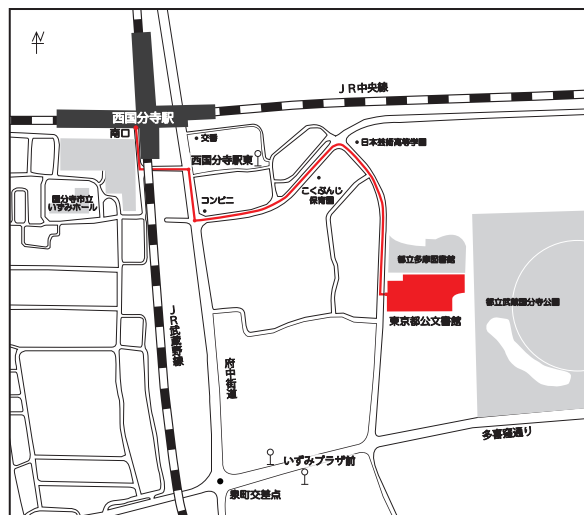 JR中央線
西国分寺駅
南口
交番
日本芸術高等学園
西国分寺駅東
こくぶんじ
保育園
国分寺市立
いずみホール
コンビニ
都立多摩図書館
都立武蔵国分寺公園
東京都公文書館
JR武蔵野線
府中街道
多喜窪通り
いずみプラザ前
泉町交差点